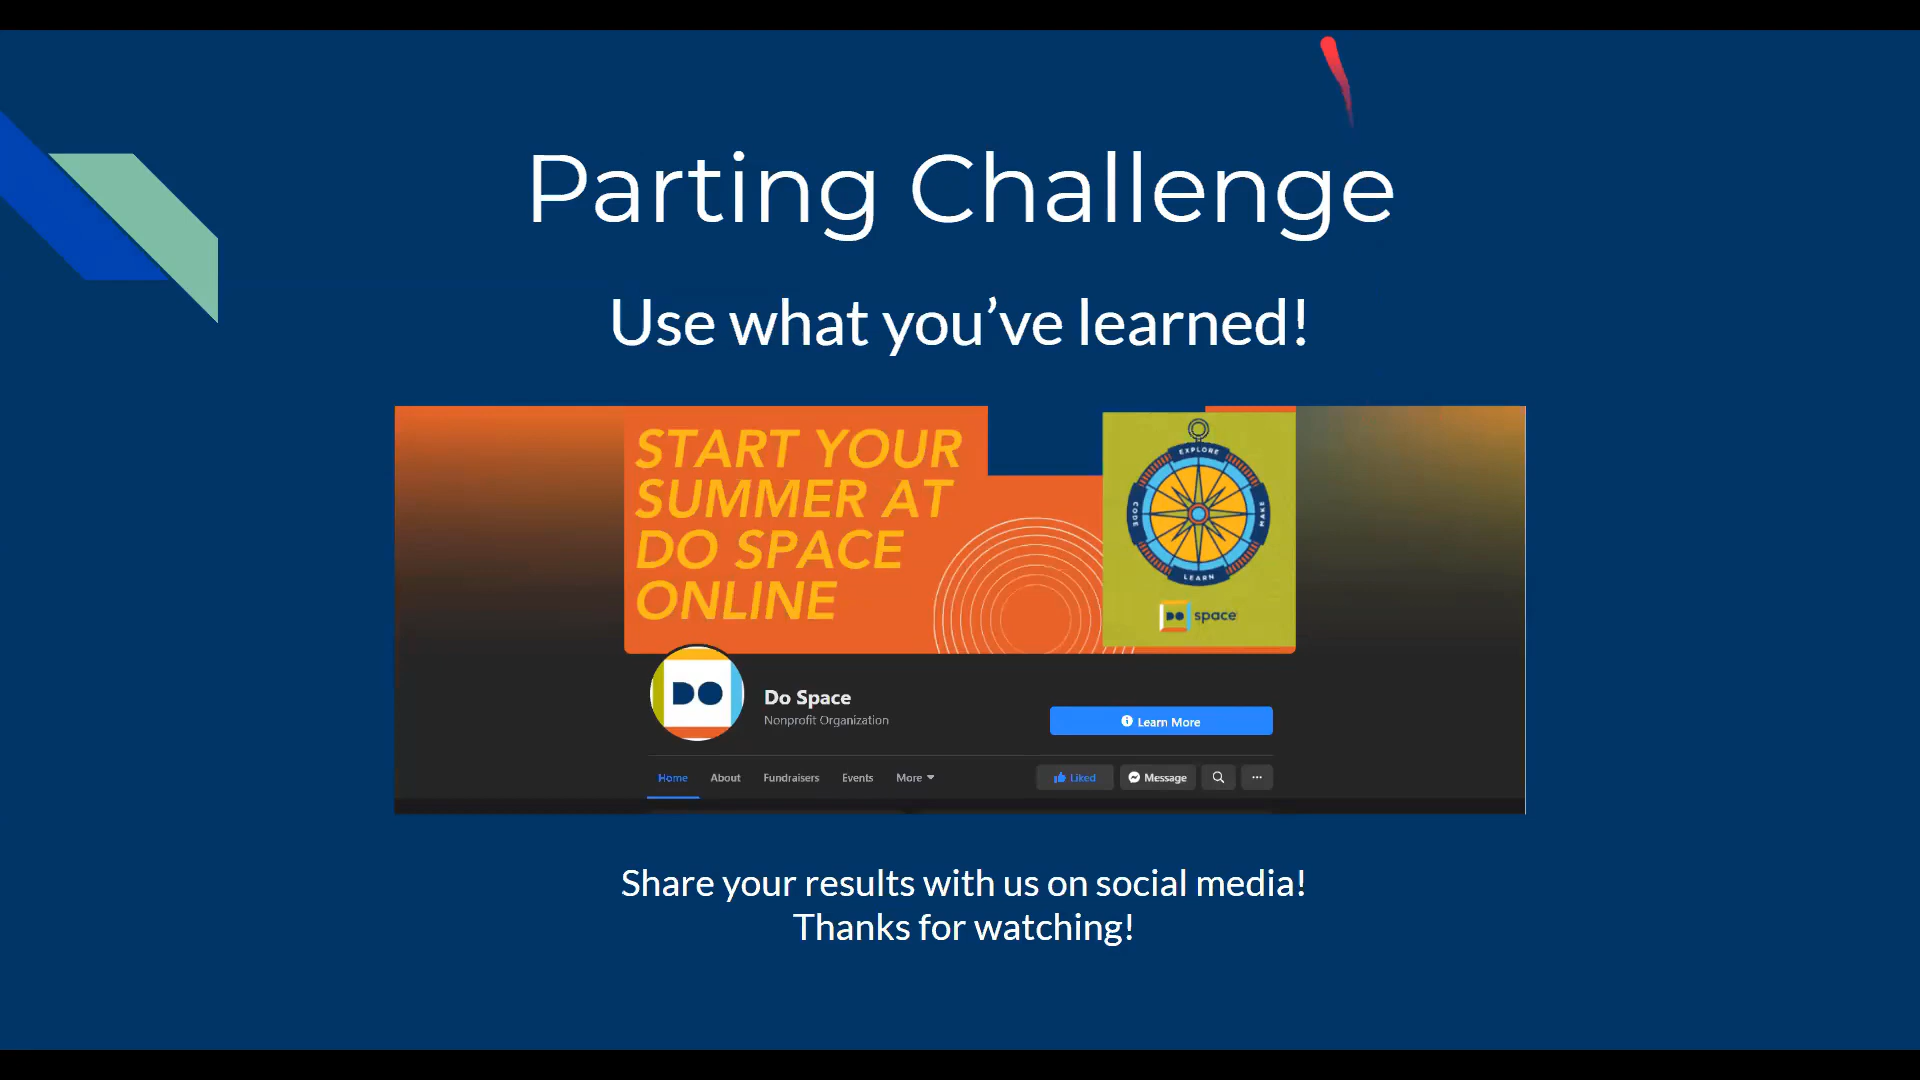 Parting Challenge
Use what you’ve learned!
START YOUR
SUMMER AT
DO SPACE
ONLINE
EXPLORE
CODE
MAKE
LEARN
DO space
DO
Do Space
Nonprofit Organization
Learn More
Home About Fundraisers Events More
Liked Message
Share your results with us on social media!
Thanks for watching!